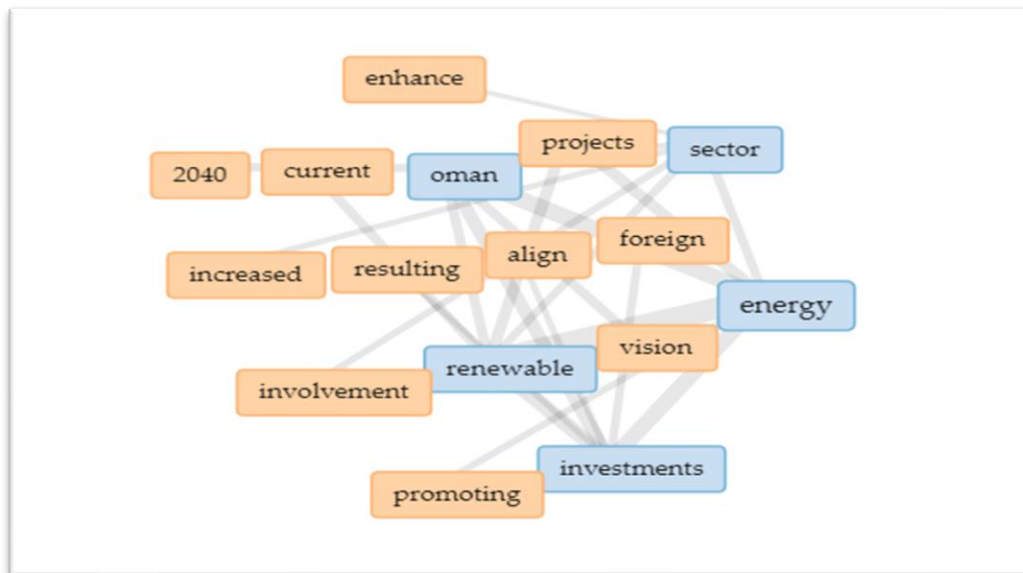 enhance
projects
sector
2040
current
oman
foreign
align
resulting
increased
energy
vision
renewable
involvement
investments
promoting